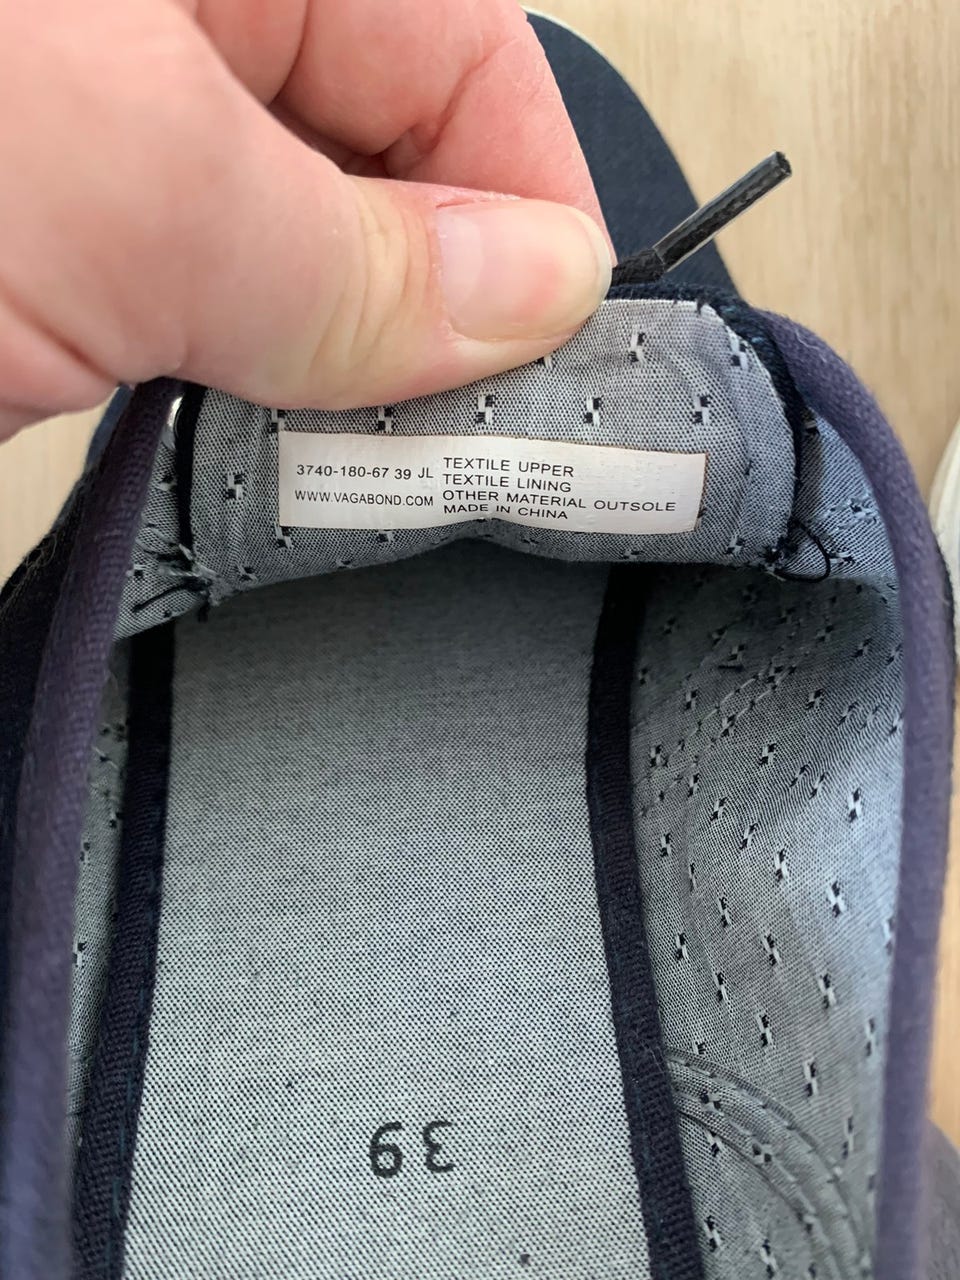 3740-180-67 39 JL
WWW.VAGABOND.COM
TEXTILE UPPER
TEXTILE LINING
OTHER MATERIAL OUTSOLE
MADE IN CHINA
39